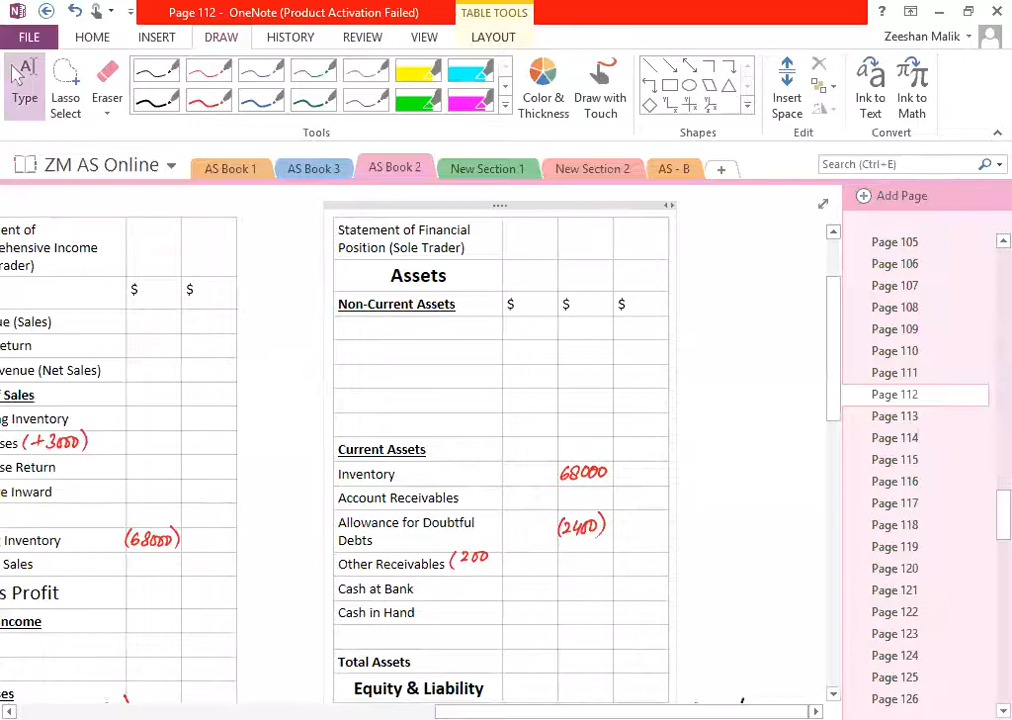 Page 112 - OneNote (Product Activation Failed)
TABLE TOOLS
?
FILE
HOME
INSERT
DRAW
HISTORY
REVIEW
VIEW
LAYOUT
Zeeshan Malik
Type
Lasso Select
Eraser
Color & Thickness
Draw with Touch
Insert Space
Ink to Text
Ink to Math
Tools
Shapes
Edit
Convert
ZM AS Online
AS Book 1
AS Book 3
AS Book 2
New Section 1
New Section 2
AS - B
Search (Ctrl+E)
Add Page
Page 105
Page 106
Page 107
Page 108
Page 109
Page 110
Page 111
Page 112
Page 113
Page 114
Page 115
Page 116
Page 117
Page 118
Page 119
Page 120
Page 121
Page 122
Page 123
Page 124
Page 125
Page 126
ent of
ehensive Income
rader)
$ $
ue (Sales)
eturn
venue (Net Sales)
f Sales
g Inventory
ses (+3000)
se Return
e Inward
g Inventory (68000)
Sales
s Profit
ncome
ses
Statement of Financial
Position (Sole Trader)
Assets
Non-Current Assets $ $ $
Current Assets
Inventory 68000
Account Receivables
Allowance for Doubtful
Debts (2400)
Other Receivables (200
Cash at Bank
Cash in Hand
Total Assets
Equity & Liability